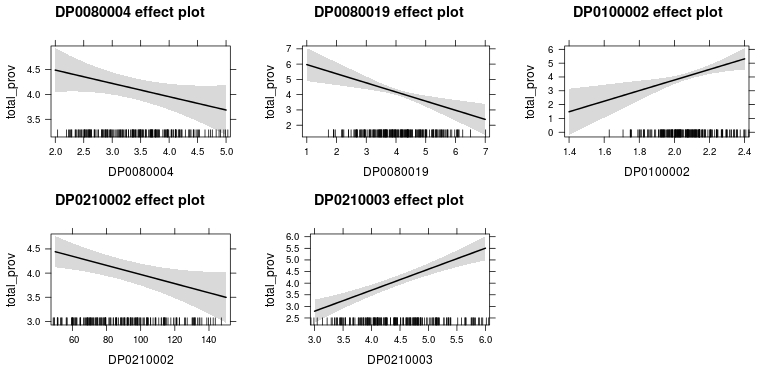 DP0080004 effect plot
total_prov
4.5
4.0
3.5
2.0 2.5 3.0 3.5 4.0 4.5 5.0
DP0080004
DP0080019 effect plot
total_prov
7
6
5
4
3
2
1 2 3 4 5 6 7
DP0080019
DP0100002 effect plot
total_prov
6
5
4
3
2
1
0
1.4 1.6 1.8 2.0 2.2 2.4
DP0100002
DP0210002 effect plot
total_prov
4.5
4.0
3.5
3.0
60 80 100 120 140
DP0210002
DP0210003 effect plot
total_prov
6.0
5.5
5.0
4.5
4.0
3.5
3.0
2.5
3.0 3.5 4.0 4.5 5.0 5.5 6.0
DP0210003